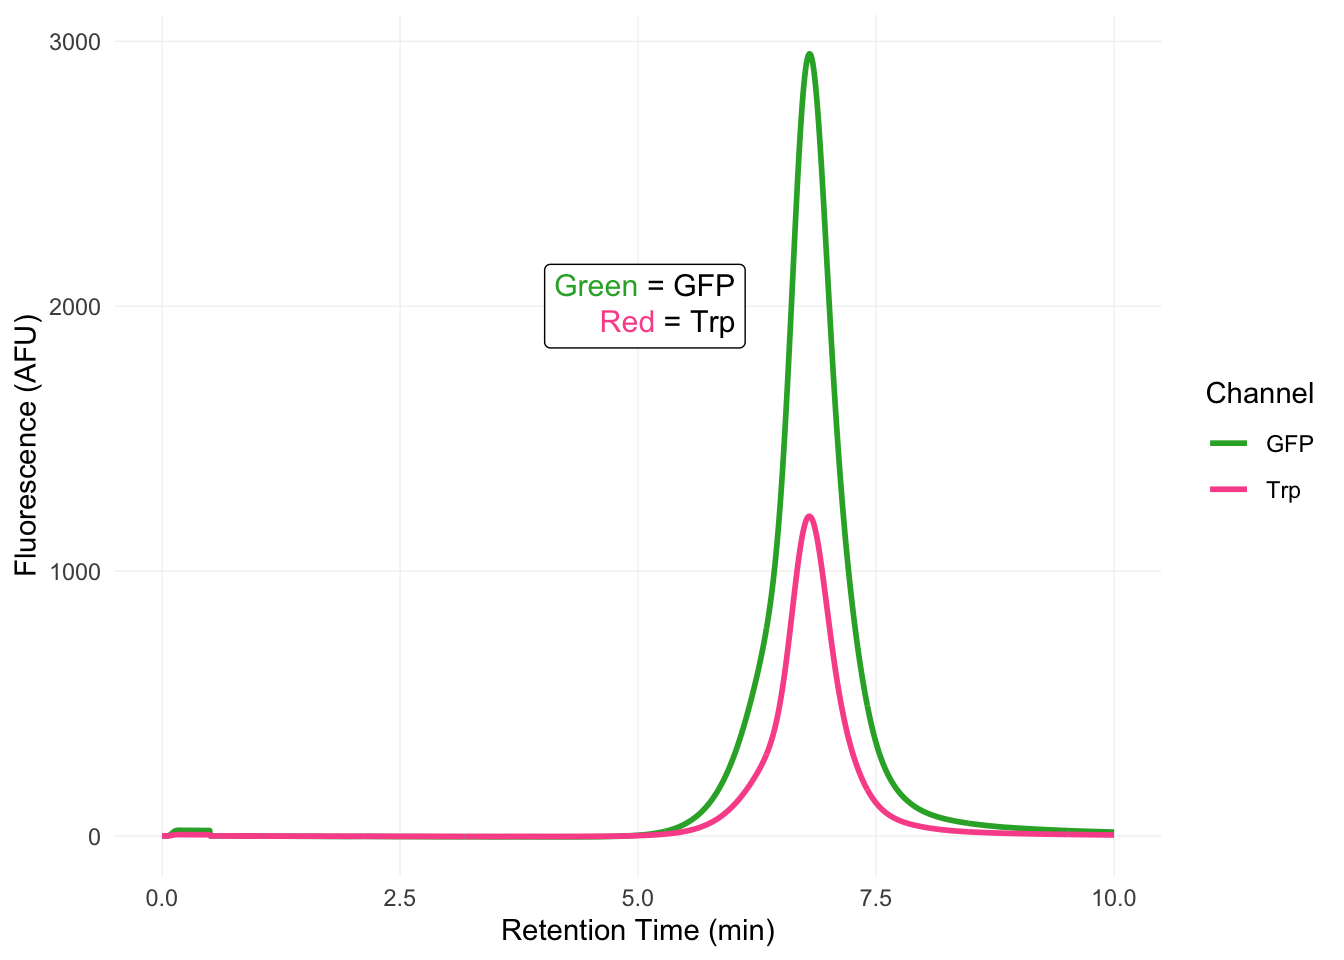 3000
2000
1000
0
Fluorescence (AFU)
Green = GFP
Red = Trp
0.0
2.5
5.0
7.5
10.0
Retention Time (min)
Channel
GFP
Trp